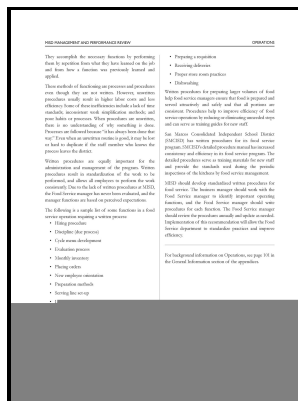 MISD MANAGEMENT AND PERFORMANCE REVIEW
OPERATIONS
They accomplish the necessary functions by performing
them by repetition from what they have learned on the job
and from how a function was previously learned and
applied.
These methods of functioning are processes and procedures
even though they are not written. However, unwritten
procedures usually result in higher labor costs and low
efficiency. Some of these inefficiencies include a lack of time
standards, inconsistent work simplification methods, and
poor habits or processes. When procedures are unwritten,
there is no understanding of why something is done.
Processes are followed because "it has always been done that
way." Even when an unwritten routine is good, it may be lost
or hard to duplicate if the staff member who knows the
process leaves the district.
Written procedures are equally important for the
administration and management of the program. Written
procedures result in standardization of the work to be
performed, and allows all employees to perform the work
consistently. Due to the lack of written procedures at MISD,
the Food Service manager has never been evaluated, and the
manager functions are based on perceived expectations.
The following is a sample list of some functions in a food
service operation requiring a written process:
• Hiring procedure
• Discipline (due process)
• Cycle menu development
• Evaluation process
• Monthly inventory
• Placing orders
• New employee orientation
• Preparation methods
• Serving line set-up
• Preparing a requisition
• Receiving deliveries
• Proper store room practices
• Dishwashing
Written procedures for preparing larger volumes of food
help food service managers ensure that food is prepared and
served attractively and safely and that all portions are
consistent. Procedures help to improve efficiency of food
service operations by reducing or eliminating unneeded steps
and can serve as training guides for new staff.
San Marcos Consolidated Independent School District
(SMCISD) has written procedures for its food service
program. SMCISD's detailed procedure manual has increased
consistency and efficiency to its food service program. The
detailed procedures serve as training materials for new staff
and provide the standards used during the periodic
inspections of the kitchens by food service management.
MISD should develop standardized written procedures for
food service. The business manager should work with the
Food Service manager to identify important operating
functions, and the Food Service manager should write
procedures for each function. The Food Service manager
should review the procedures annually and update as needed.
Implementation of this recommendation will allow the Food
Service department to standardize practices and improve
efficiency.
For background information on Operations, see page 101 in
the General Information section of the appendices.